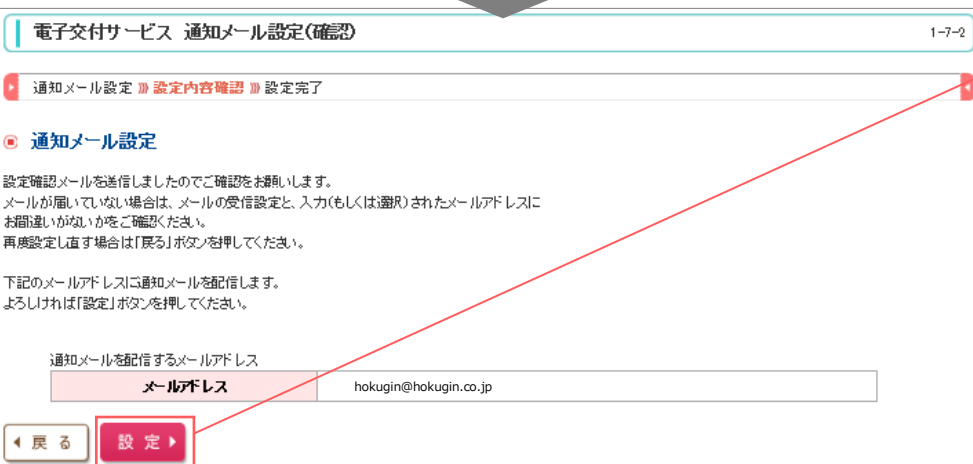 電子交付サービス 通知メール設定(確認)
1-7-2
通知メール設定 》》 設定内容確認 》》 設定完了
通知メール設定
設定確認メールを送信しましたのでご確認をお願いします。
メールが届いていない場合は、メールの受信設定と、入力(もしくは選択)されたメールアドレスに
お間違いがないかをご確認ください。
再度設定し直す場合は「戻る」ボタンを押してください。
下記のメールアドレスに通知メールを配信します。
よろしければ「設定」ボタンを押してください。
通知メールを配信するメールアドレス
メールアドレス
hokugin@hokugin.co.jp
戻る
設定